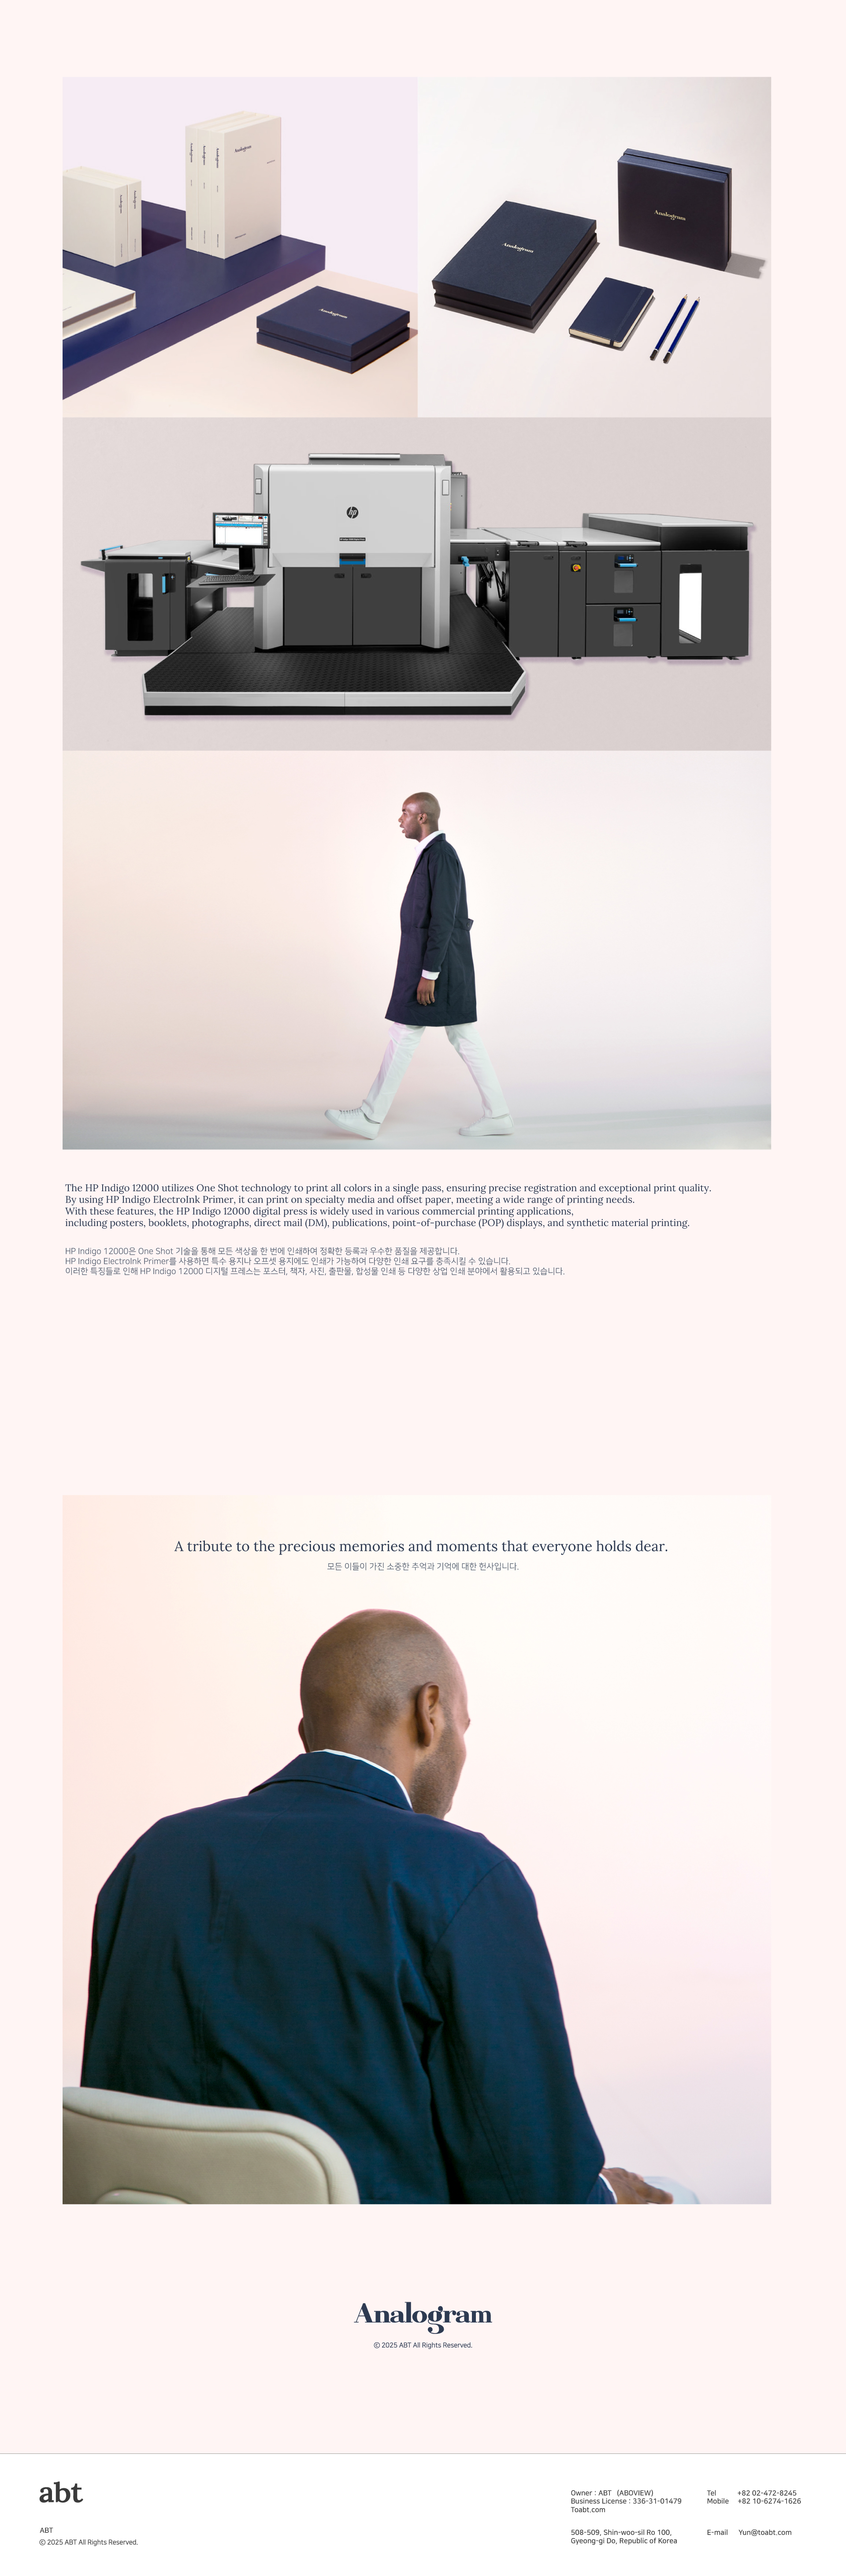 Analogram
Analogram
Analogram
Analogram
Analogram
Analogram
Analogram
hp
The HP Indigo 12000 utilizes One Shot technology to print all colors in a single pass, ensuring precise registration and exceptional print quality.
By using HP Indigo ElectroInk Primer, it can print on specialty media and offset paper, meeting a wide range of printing needs.
With these features, the HP Indigo 12000 digital press is widely used in various commercial printing applications,
including posters, booklets, photographs, direct mail (DM), publications, point-of-purchase (POP) displays, and synthetic material printing.
HP Indigo 12000은 One Shot 기술을 통해 모든 색상을 한 번에 인쇄하여 정확한 등록과 우수한 품질을 제공합니다.
HP Indigo ElectroInk Primer를 사용하면 특수 용지나 오프셋 용지에도 인쇄가 가능하여 다양한 인쇄 요구를 충족시킬 수 있습니다.
이러한 특징들로 인해 HP Indigo 12000 디지털 프레스는 포스터, 책자, 사진, 출판물, 합성물 인쇄 등 다양한 상업 인쇄 분야에서 활용되고 있습니다.
A tribute to the precious memories and moments that everyone holds dear.
모든 이들이 가진 소중한 추억과 기억에 대한 헌사입니다.
Analogram
© 2025 ABT All Rights Reserved.
abt
ABT
© 2025 ABT All Rights Reserved.
Owner : ABT (ABOVIEW)
Business License : 336-31-01479
Toabt.com
508-509, Shin-woo-sil Ro 100,
Gyeong-gi Do, Republic of Korea
Tel +82 02-472-8245
Mobile +82 10-6274-1626
E-mail Yun@toabt.com